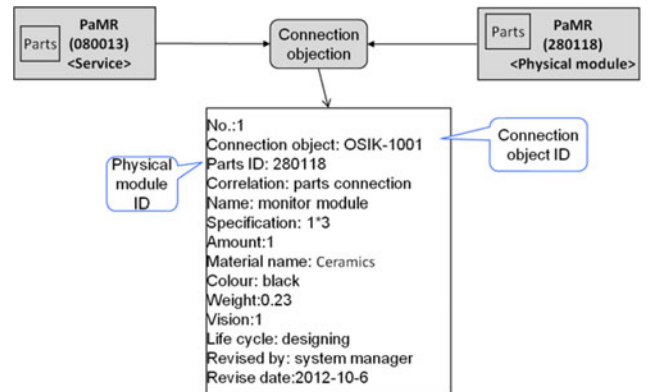 PaMR
Parts
(080013)
<Service>
Connection
objection
PaMR
Parts
(280118)
<Physical module>
No.:1
Connection object: OSIK-1001
Parts ID: 280118
Correlation: parts connection
Name: monitor module
Specification: 1*3
Amount:1
Material name: Ceramics
Colour: black
Weight:0.23
Vision:1
Life cycle: designing
Revised by: system manager
Revise date:2012-10-6
Physical
module
ID
Connection
object ID